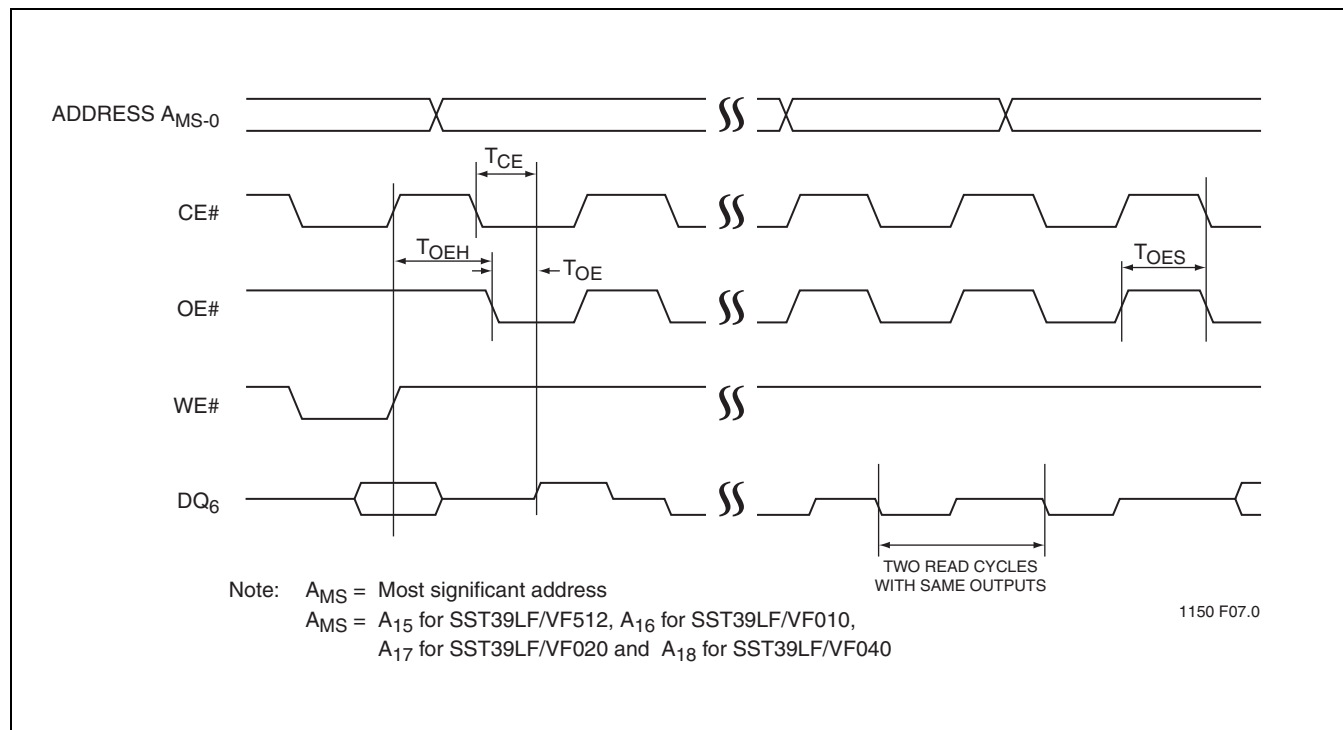 ADDRESS AMS-0
TCE
CE#
TOEH
TOE
TOES
OE#
WE#
DQ6
TWO READ CYCLES
WITH SAME OUTPUTS
Note: AMS = Most significant address
AMS = A15 for SST39LF/VF512, A16 for SST39LF/VF010,
A17 for SST39LF/VF020 and A18 for SST39LF/VF040
1150 F07.0